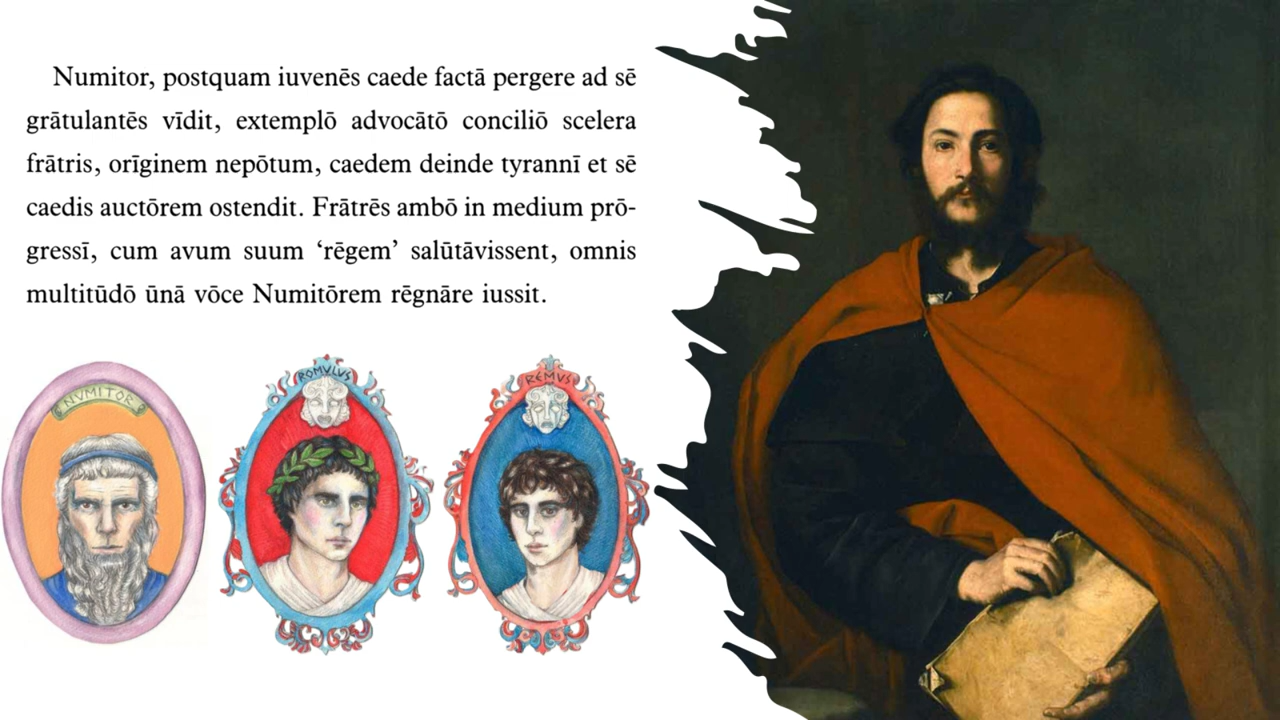 Numitor, postquam iuvenēs caede factā pergere ad sē
grātulantēs vīdit, extemplō advocātō conciliō scelera
frātris, orīginem nepōtum, caedem deinde tyrannī et sē
caedis auctōrem ostendit. Frātrēs ambō in medium prō-
gressī, cum avum suum ‘rēgem’ salūtāvissent, omnis
multitūdō ūnā vōce Numitōrem rēgnāre iussit.
NVMITOR
ROMVLVS
REMVS